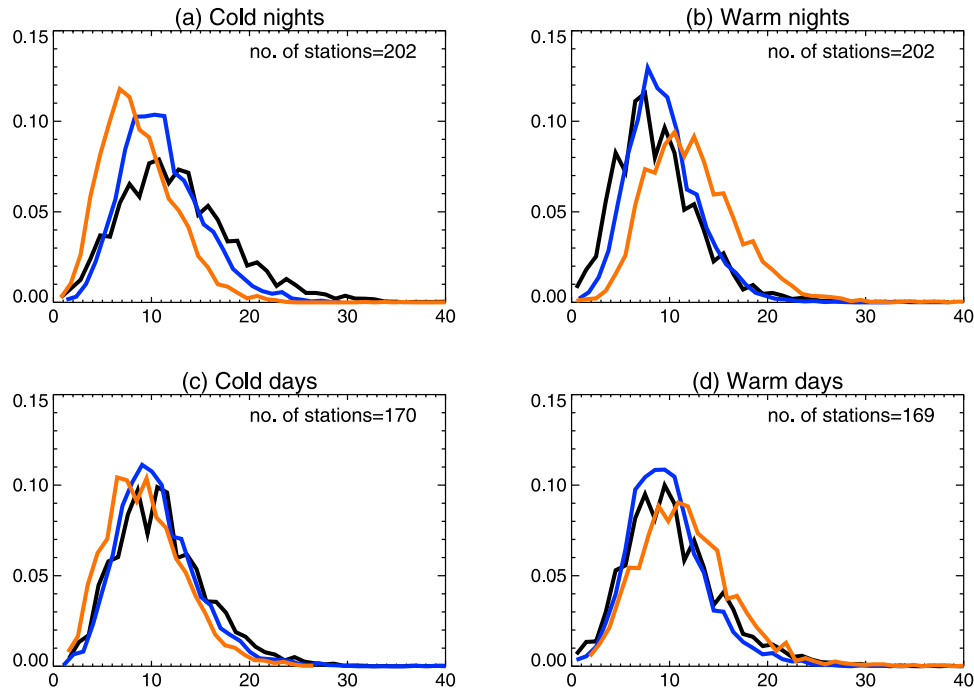 (a) Cold nights
no. of stations=202
0.15
0.10
0.05
0.00
0 10 20 30 40
(b) Warm nights
no. of stations=202
0.15
0.10
0.05
0.00
0 10 20 30 40
(c) Cold days
no. of stations=170
0.15
0.10
0.05
0.00
0 10 20 30 40
(d) Warm days
no. of stations=169
0.15
0.10
0.05
0.00
0 10 20 30 40